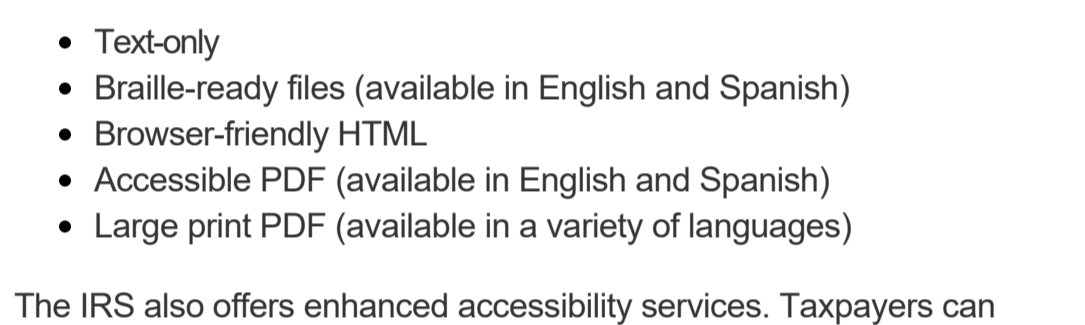 • Text-only
• Braille-ready files (available in English and Spanish)
• Browser-friendly HTML
• Accessible PDF (available in English and Spanish)
• Large print PDF (available in a variety of languages)
The IRS also offers enhanced accessibility services. Taxpayers can